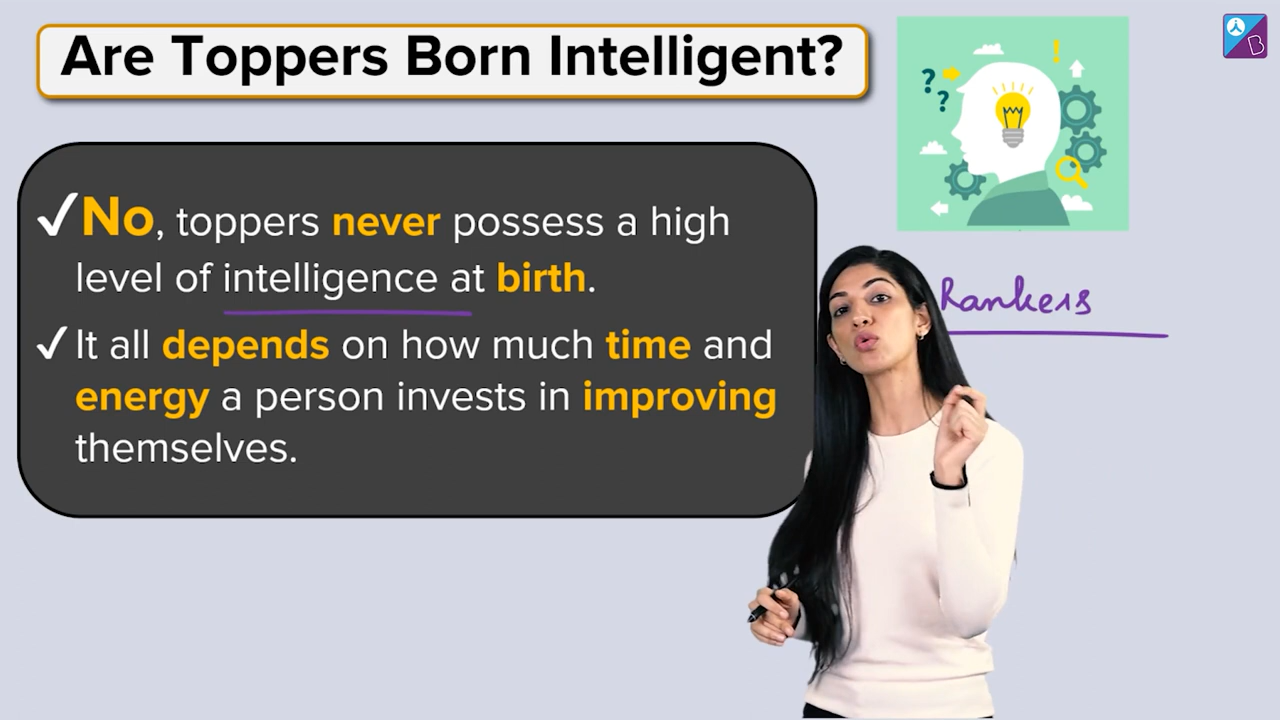 Are Toppers Born Intelligent?
✓No, toppers never possess a high
level of intelligence at birth.
✓It all depends on how much time and
energy a person invests in improving
themselves.
Rankers
B